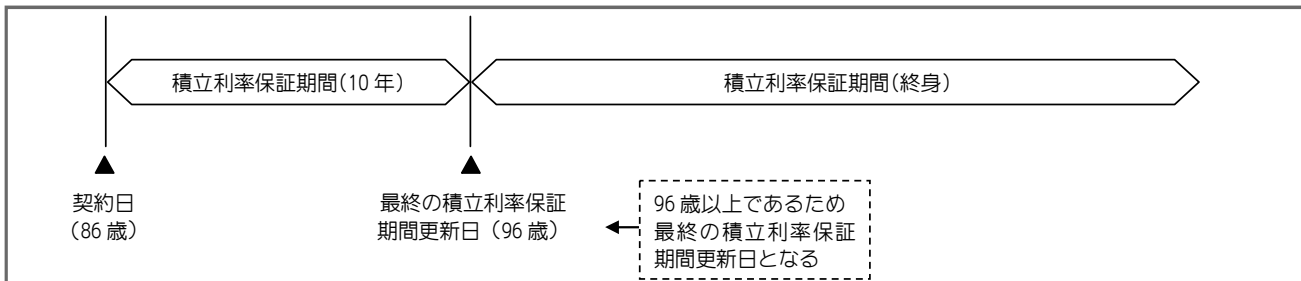 積立利率保証期間(10年)
積立利率保証期間(終身)
契約日
(86歳)
最終の積立利率保証
期間更新日(96歳)
96歳以上であるため
最終の積立利率保証
期間更新日となる